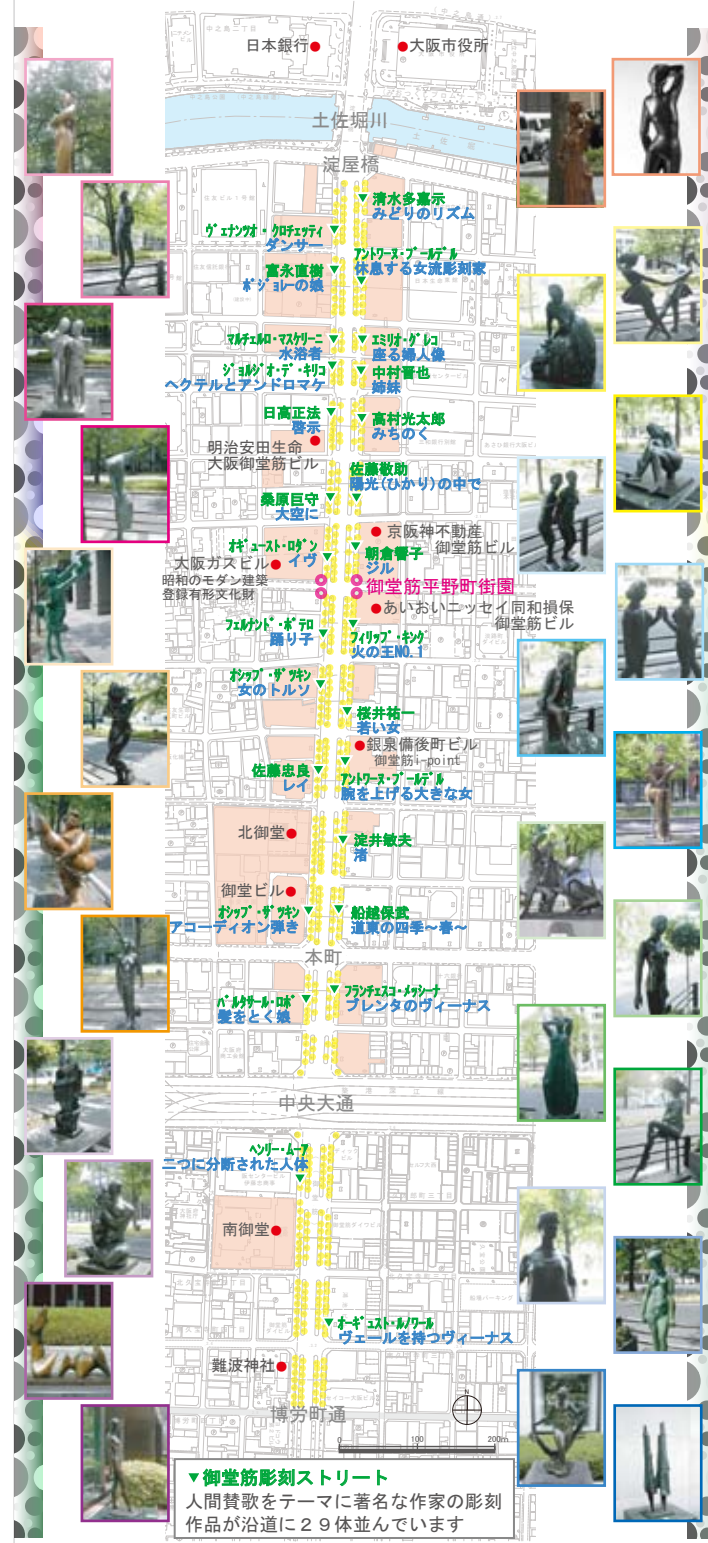 日本銀行
大阪市役所
土佐堀川
淀屋橋
清水多嘉示
みどりのリズム
ヴェナンツォ・クロチェッティ
ダンサー
アントワーヌ・ブールデル
休息する女流彫刻家
富永直樹
ボジョレーの娘
マルチェルロ・マスケリーニ
水浴者
エミリオ・グレコ
座る婦人像
ジョルジオ・デ・キリコ
ヘクテルとアンドロマケ
中村晋也
姉妹
日高正法
啓示
高村光太郎
みちのく
明治安田生命
大阪御堂筋ビル
佐藤敬助
陽光(ひかり)の中で
桑原巨守
大空に
京阪神不動産
御堂筋ビル
オーギュースト・ロダン
イヴ
朝倉響子
ジル
大阪ガスビル
昭和のモダン建築
登録有形文化財
御堂筋平野町街園
あいおいニッセイ同和損保
御堂筋ビル
フェルナンド・ボテロ
踊り子
フィリップ・キング
火の王NO.1
オシップ・ザッキン
女のトルソ
桜井祐一
若い女
銀泉備後町ビル
御堂筋i-point
佐藤忠良
レイ
アントワーヌ・ブールデル
腕を上げる大きな女
北御堂
淀井敏夫
渚
御堂ビル
オシップ・ザッキン
アコーディオン弾き
船越保武
道東の四季～春～
本町
フランチェスコ・メッシーナ
ブレンタのヴィーナス
バルタサール・ロボ
髪をとく娘
中央大通
ヘンリー・ムーア
二つに分断された人体
南御堂
オーギュスト・ルノワール
ヴェールを持つヴィーナス
難波神社
博労町通
N
0 100 200m
▼御堂筋彫刻ストリート
人間賛歌をテーマに著名な作家の彫刻
作品が沿道に２９体並んでいます